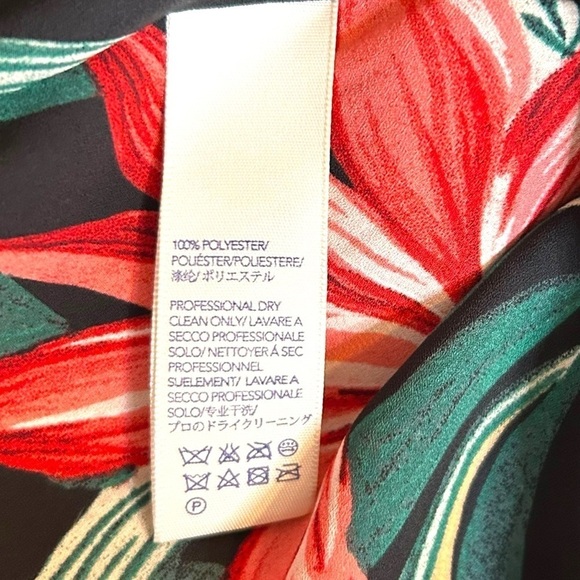 100% POLYESTER/
POLIÉSTER/POLIESTERE/
涤纶/ポリエステル
PROFESSIONAL DRY
CLEAN ONLY/ LAVARE A
SECCO PROFESSIONALE
SOLO/ NETTOYER Á SEC
PROFESSIONNEL
SUELEMENT/ LAVARE A
SECCO PROFESSIONALE
SOLO/专业干洗/
プロのドライクリーニング
P